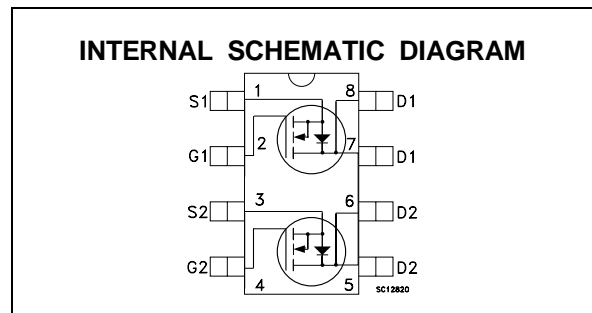 INTERNAL SCHEMATIC DIAGRAM
S1 1 8 D1
G1 2 7 D1
S2 3 6 D2
G2 4 5 D2
SC12820